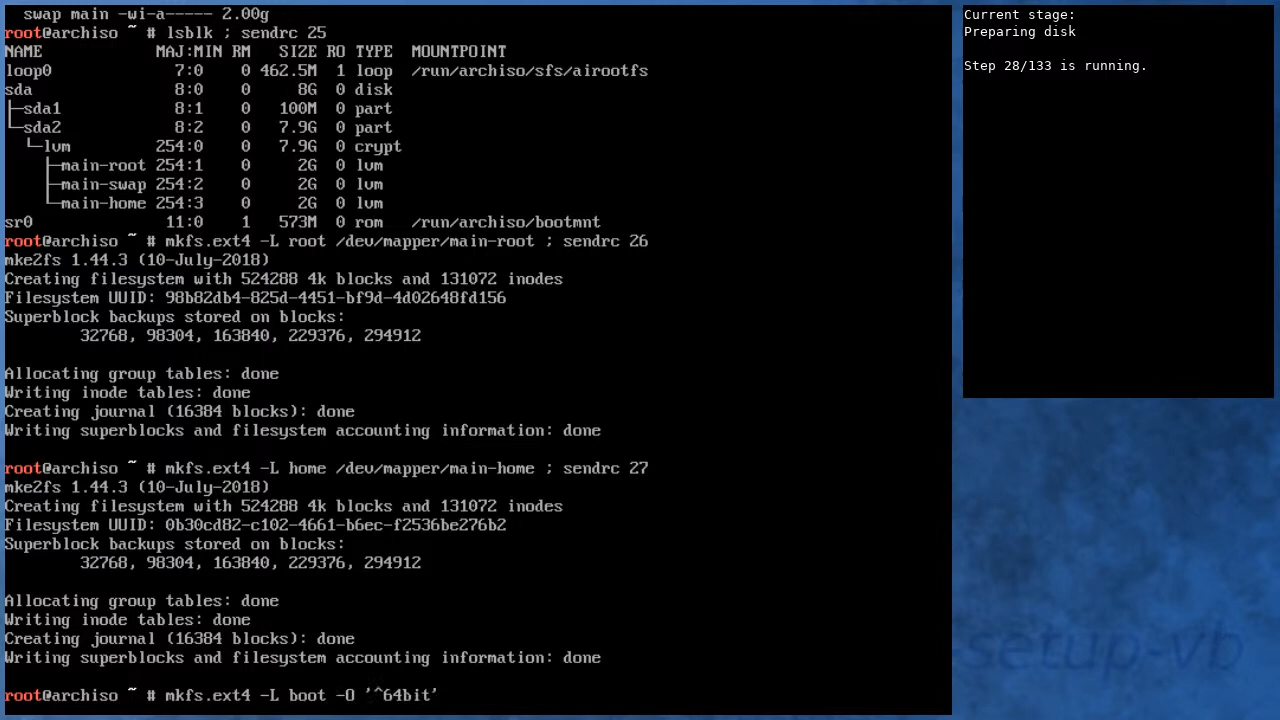 swap main -wi-a----- 2.00g
root@archiso ~ # lsblk ; sendrc 25
NAME            MAJ:MIN RM   SIZE RO TYPE  MOUNTPOINT
loop0             7:0    0 462.5M  1 loop  /run/archiso/sfs/airootfs
sda               8:0    0     8G  0 disk
├─sda1            8:1    0   100M  0 part
└─sda2            8:2    0   7.9G  0 part
  └─lvm         254:0    0   7.9G  0 crypt
    ├─main-root 254:1    0     2G  0 lvm
    ├─main-swap 254:2    0     2G  0 lvm
    └─main-home 254:3    0     2G  0 lvm
sr0              11:0    1   573M  0 rom   /run/archiso/bootmnt
root@archiso ~ # mkfs.ext4 -L root /dev/mapper/main-root ; sendrc 26
mke2fs 1.44.3 (10-July-2018)
Creating filesystem with 524288 4k blocks and 131072 inodes
Filesystem UUID: 98b82db4-825d-4451-bf9d-4d02648fd156
Superblock backups stored on blocks:
        32768, 98304, 163840, 229376, 294912

Allocating group tables: done
Writing inode tables: done
Creating journal (16384 blocks): done
Writing superblocks and filesystem accounting information: done

root@archiso ~ # mkfs.ext4 -L home /dev/mapper/main-home ; sendrc 27
mke2fs 1.44.3 (10-July-2018)
Creating filesystem with 524288 4k blocks and 131072 inodes
Filesystem UUID: 0b30cd82-c102-4661-b6ec-f2536be276b2
Superblock backups stored on blocks:
        32768, 98304, 163840, 229376, 294912

Allocating group tables: done
Writing inode tables: done
Creating journal (16384 blocks): done
Writing superblocks and filesystem accounting information: done

root@archiso ~ # mkfs.ext4 -L boot -O '^64bit'
Current stage:
Preparing disk

Step 28/133 is running.
setup-vb